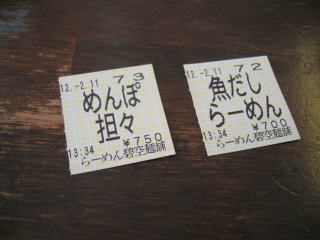 12.-2.11 73
めんぽ
担々
13:34 ¥750
らーめん碧空麺舗
12.-2.11 72
魚だし
らーめん
13:34 ¥700
らーめん碧空麺舗